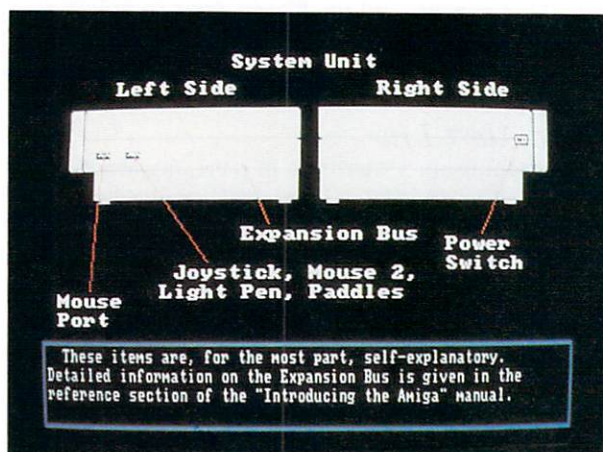 System Unit
Left Side
Right Side
Expansion Bus
Power
Switch
Joystick, Mouse 2,
Light Pen, Paddles
Mouse
Port
These items are, for the most part, self-explanatory.
Detailed information on the Expansion Bus is given in the
reference section of the "Introducing the Amiga" manual.